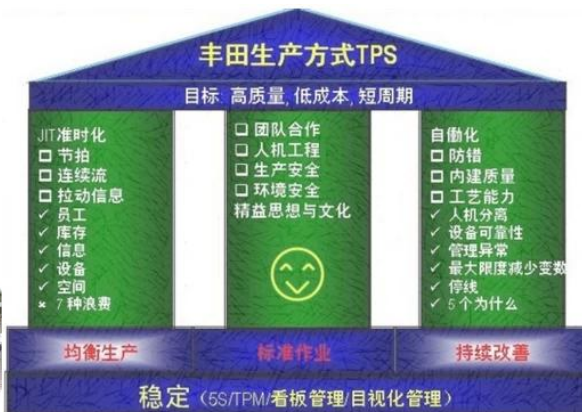 丰田生产方式TPS
目标: 高质量, 低成本, 短周期
JIT准时化
□ 节拍
□ 连续流
□ 拉动信息
✓ 员工
✓ 库存
✓ 信息
✓ 设备
✓ 空间
× 7种浪费
□ 团队合作
□ 人机工程
□ 生产安全
□ 环境安全
精益思想与文化
自働化
□ 防错
□ 内建质量
□ 工艺能力
✓ 人机分离
✓ 设备可靠性
✓ 管理异常
✓ 最大限度减少变数
✓ 停线
✓ 5个为什么
均衡生产
标准作业
持续改善
稳定（5S/TPM/看板管理/目视化管理）